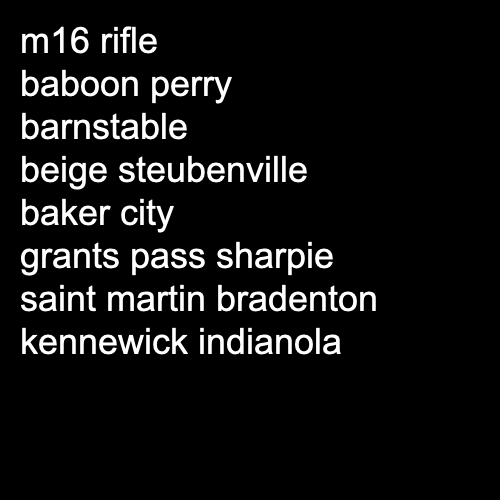 m16 rifle
baboon perry
barnstable
beige steubenville
baker city
grants pass sharpie
saint martin bradenton
kennewick indianola